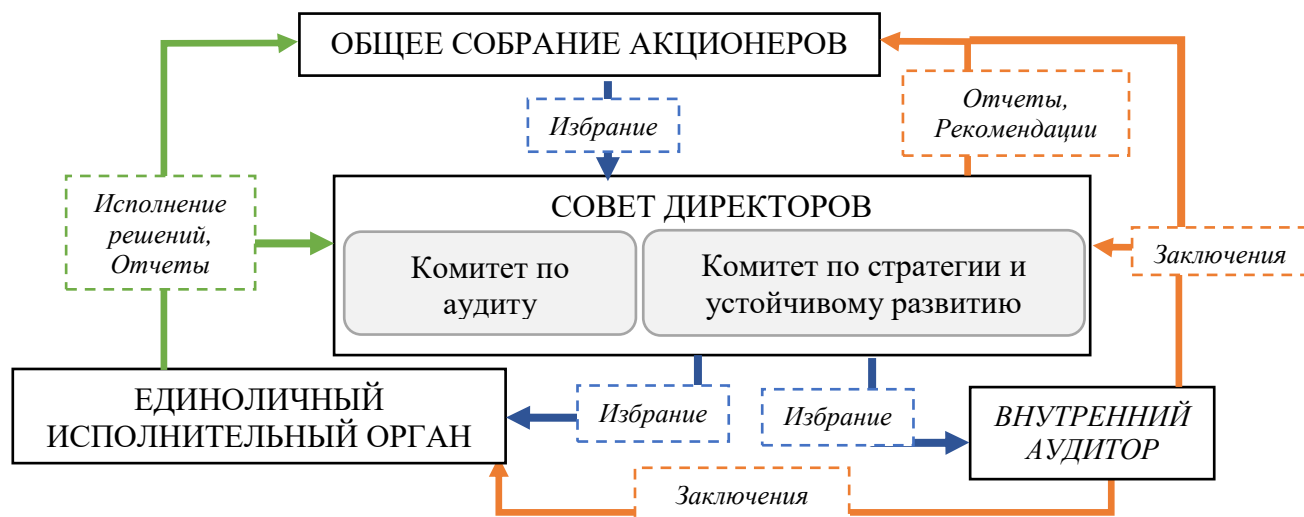 ОБЩЕЕ СОБРАНИЕ АКЦИОНЕРОВ
Избрание
Отчеты,
Рекомендации
Исполнение
решений,
Отчеты
СОВЕТ ДИРЕКТОРОВ
Комитет по
аудиту
Комитет по стратегии и
устойчивому развитию
Заключения
ЕДИНОЛИЧНЫЙ
ИСПОЛНИТЕЛЬНЫЙ ОРГАН
Избрание
Избрание
ВНУТРЕННИЙ
АУДИТОР
Заключения